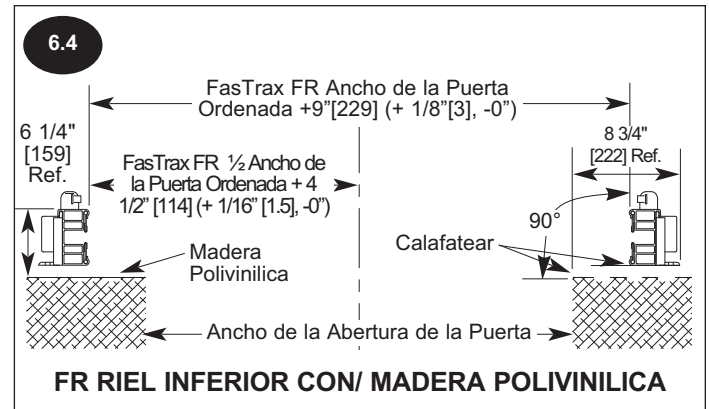 6.4
FasTrax FR Ancho de la Puerta
Ordenada +9”[229] (+ 1/8”[3], -0”)
6 1/4"
[159]
Ref.
FasTrax FR ½ Ancho de
la Puerta Ordenada + 4
1/2” [114] (+ 1/16” [1.5], -0”)
8 3/4"
[222] Ref.
90°
Madera
Polivinilica
Calafatear
Ancho de la Abertura de la Puerta
FR RIEL INFERIOR CON/ MADERA POLIVINILICA